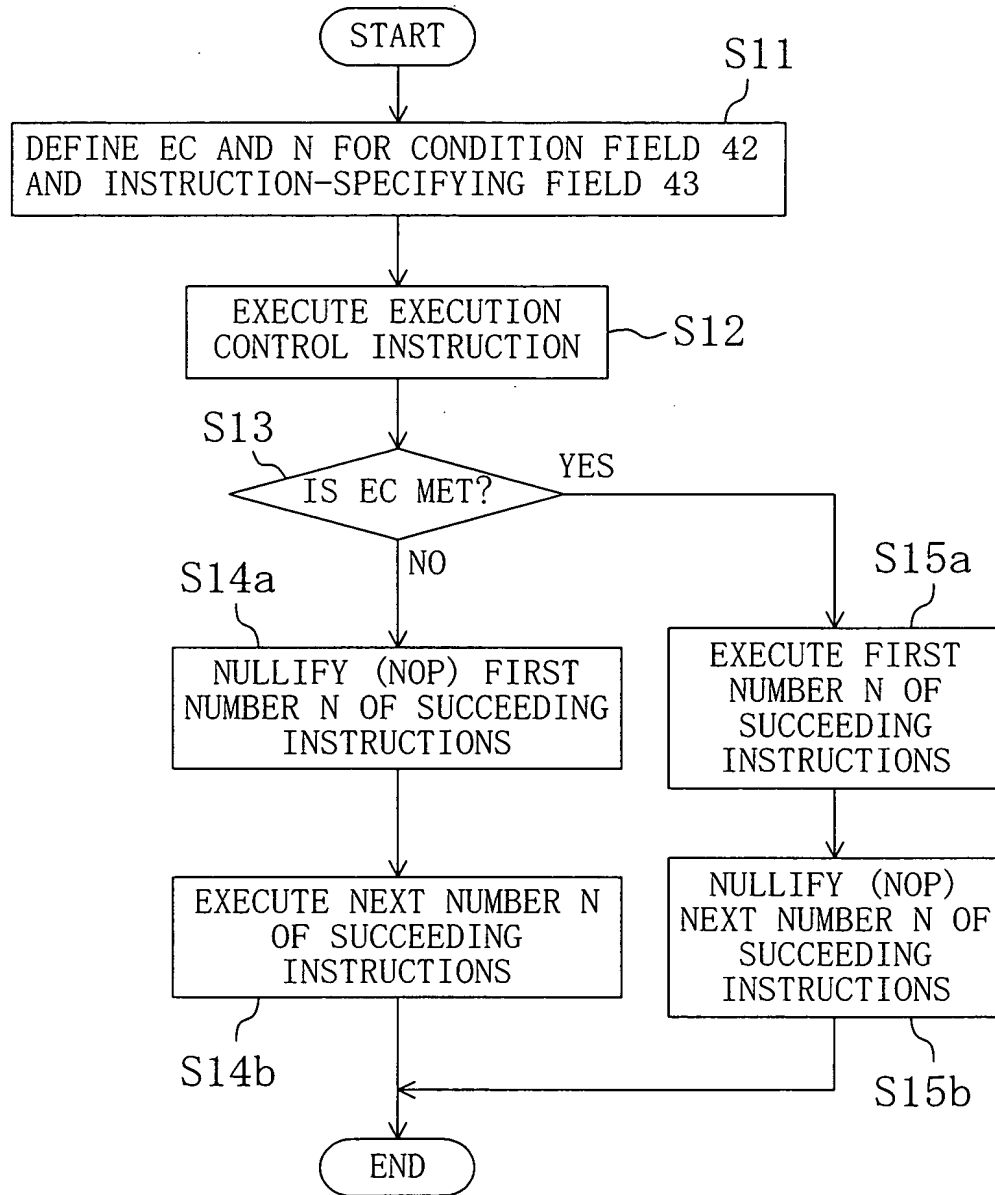 START
S11
DEFINE EC AND N FOR CONDITION FIELD 42
AND INSTRUCTION-SPECIFYING FIELD 43
EXECUTE EXECUTION
CONTROL INSTRUCTION
S12
S13
IS EC MET?
YES
NO
S14a
NULLIFY (NOP) FIRST
NUMBER N OF SUCCEEDING
INSTRUCTIONS
EXECUTE NEXT NUMBER N
OF SUCCEEDING
INSTRUCTIONS
S14b
S15a
EXECUTE FIRST
NUMBER N OF
SUCCEEDING
INSTRUCTIONS
NULLIFY (NOP)
NEXT NUMBER N OF
SUCCEEDING
INSTRUCTIONS
S15b
END